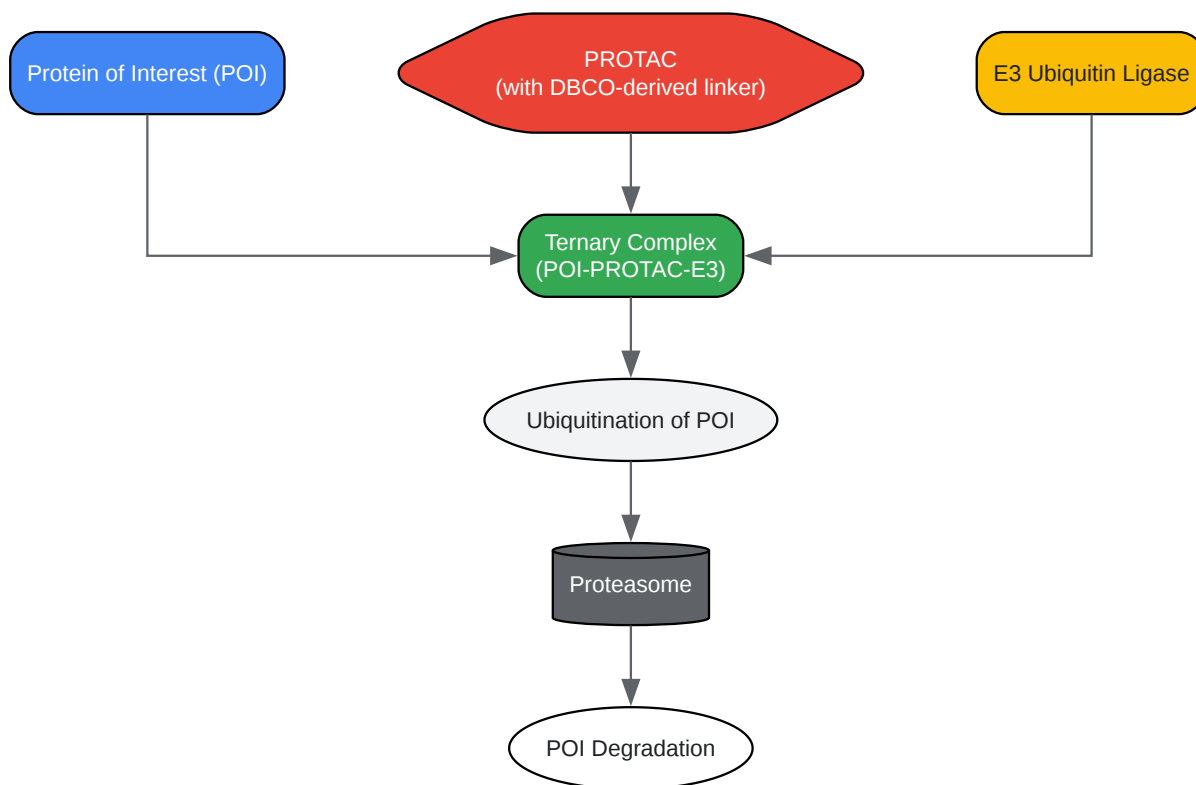 Protein of Interest (POI)
PROTAC
(with DBCO-derived linker)
E3 Ubiquitin Ligase
Ternary Complex
(POI-PROTAC-E3)
Ubiquitination of POI
Proteasome
POI Degradation